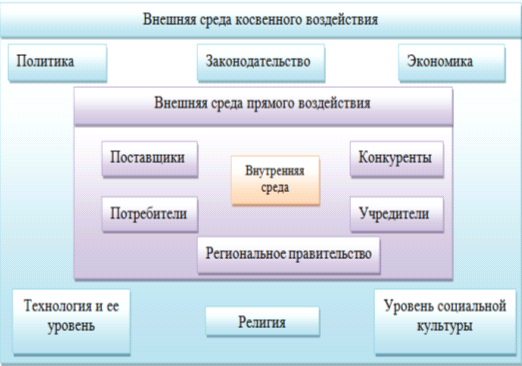 Внешняя среда косвенного воздействия
Политика
Законодательство
Экономика
Внешняя среда прямого воздействия
Поставщики
Внутренняя
среда
Конкуренты
Потребители
Учредители
Региональное правительство
Технология и ее
уровень
Религия
Уровень социальной
культуры